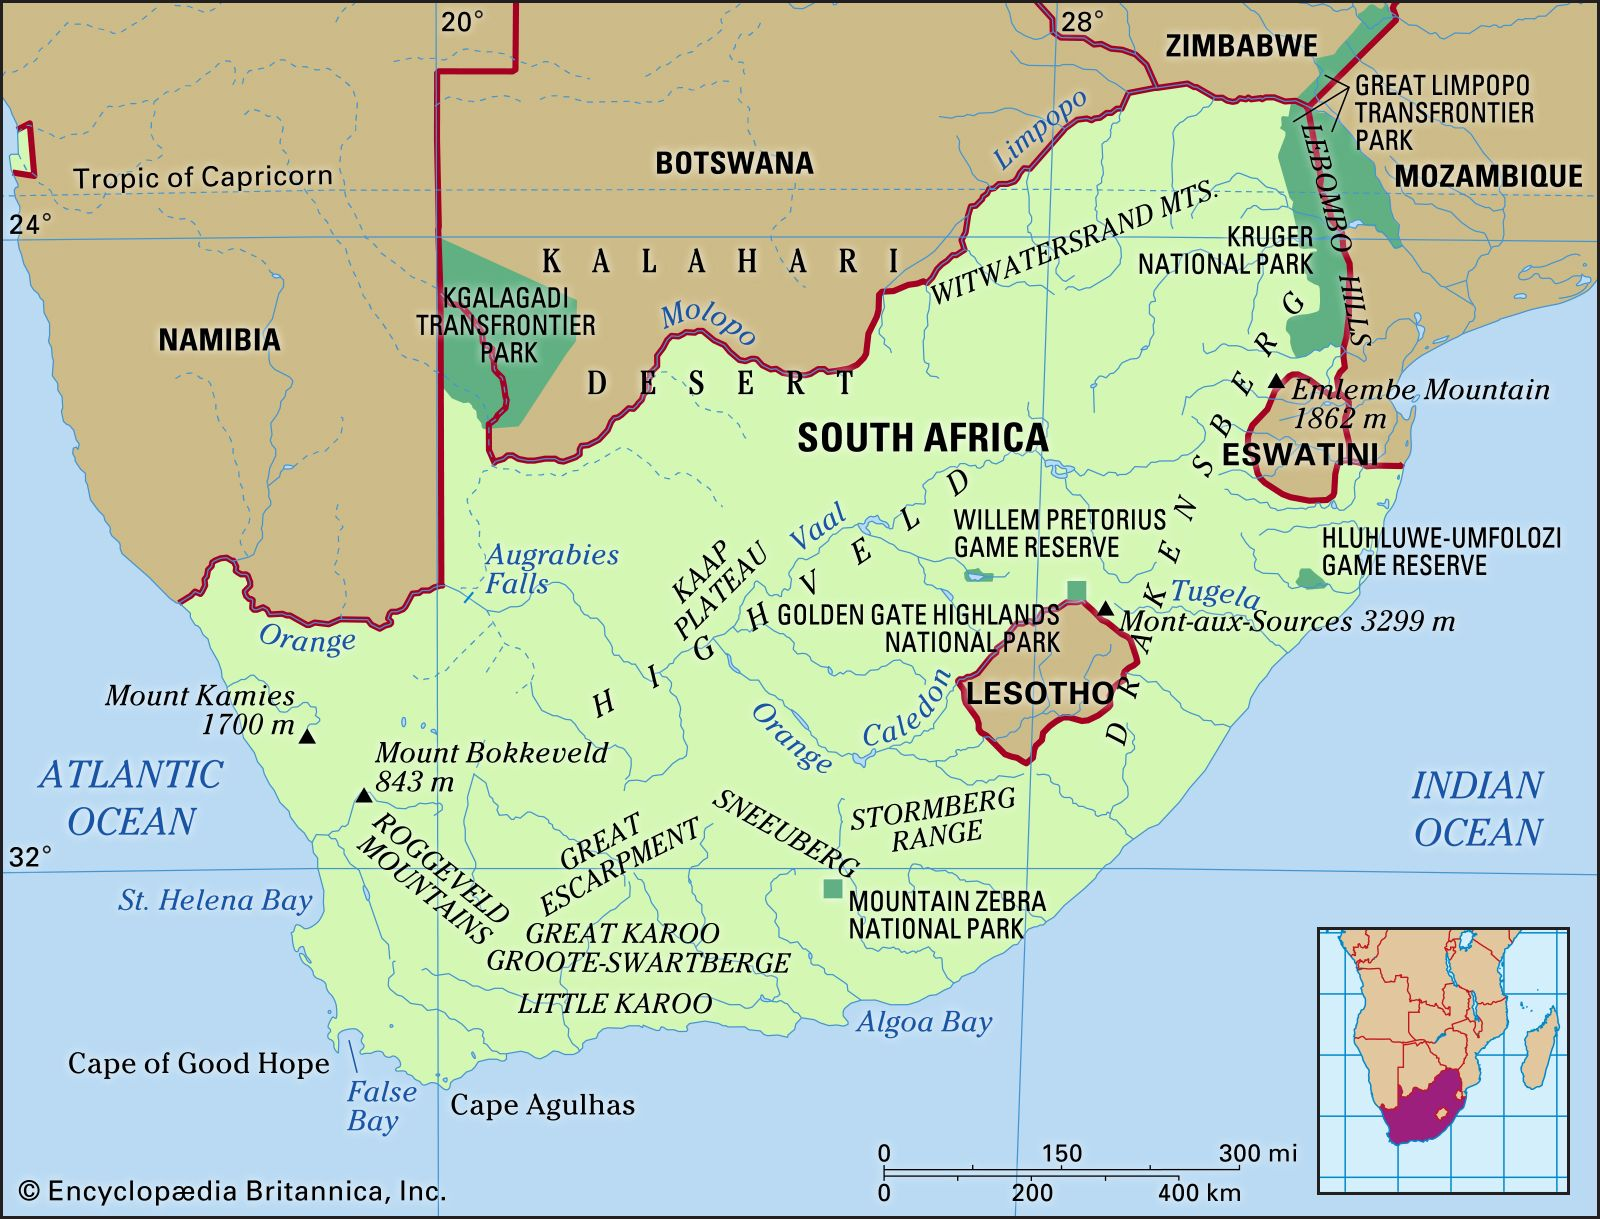 20°
28°
ZIMBABWE
GREAT LIMPOPO
TRANSFRONTIER
PARK
Limpopo
BOTSWANA
Tropic of Capricorn
MOZAMBIQUE
24°
LEBOMBO HILLS
WITWATERSRAND MTS.
KRUGER
NATIONAL PARK
KALAHARI
DESERT
KGALAGADI
TRANSFRONTIER
PARK
Molopo
NAMIBIA
Emlembe Mountain
1862 m
SOUTH AFRICA
ESWATINI
DRAKENSBERG
HIGHVELD
Vaal
WILLEM PRETORIUS
GAME RESERVE
HLUHLUWE-UMFOLOZI
GAME RESERVE
Augrabies
Falls
KAAP
PLATEAU
Tugela
GOLDEN GATE HIGHLANDS
NATIONAL PARK
Mont-aux-Sources 3299 m
Orange
LESOTHO
Mount Kamies
1700 m
Caledon
Orange
Mount Bokkeveld
843 m
ATLANTIC
OCEAN
INDIAN
OCEAN
SNEEUBERG
STORMBERG
RANGE
ROGGEVELD
MOUNTAINS
GREAT
ESCARPMENT
32°
St. Helena Bay
MOUNTAIN ZEBRA
NATIONAL PARK
GREAT KAROO
GROOTE-SWARTBERGE
LITTLE KAROO
Algoa Bay
Cape of Good Hope
False
Bay
Cape Agulhas
0 150 300 mi
0 200 400 km
© Encyclopædia Britannica, Inc.